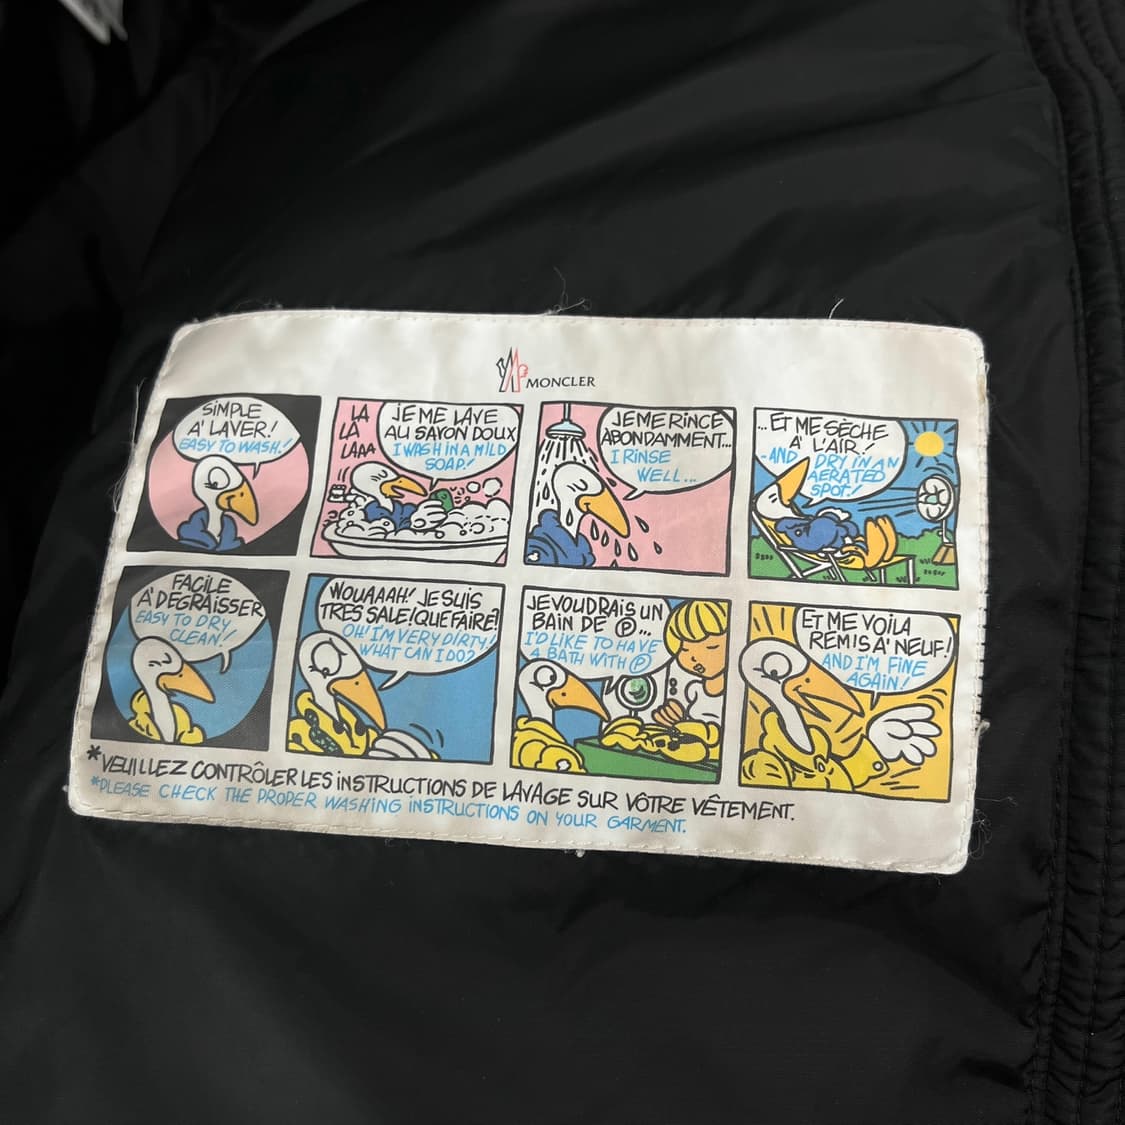 MONCLER
SIMPLE
A' LAVER!
EASY TO WASH!
LA
LA
LAAA
JE ME LAVE
AU SAVON DOUX
I WASH IN A MILD
SOAP!
JE ME RINCE
ABONDAMMENT...
I RINSE
WELL...
...ET ME SÈCHE
A' L'AIR!
-AND DRY IN AN
AERATED
SPOT!
FACILE
A' DEGRAISSER
EASY TO DRY
CLEAN!
WOUAAAH! JE SUIS
TRES SALE! QUE FAIRE?
OH! I'M VERY DIRTY!
WHAT CAN I DO?
JE VOUDRAIS UN
BAIN DE Ⓟ...
I'D LIKE TO HAVE
A BATH WITH Ⓟ
ET ME VOILA
REMIS A' NEUF!
AND I'M FINE
AGAIN!
*VEUILLEZ CONTRÔLER LES INSTRUCTIONS DE LAVAGE SUR VÔTRE VÊTEMENT.
*PLEASE CHECK THE PROPER WASHING INSTRUCTIONS ON YOUR GARMENT.